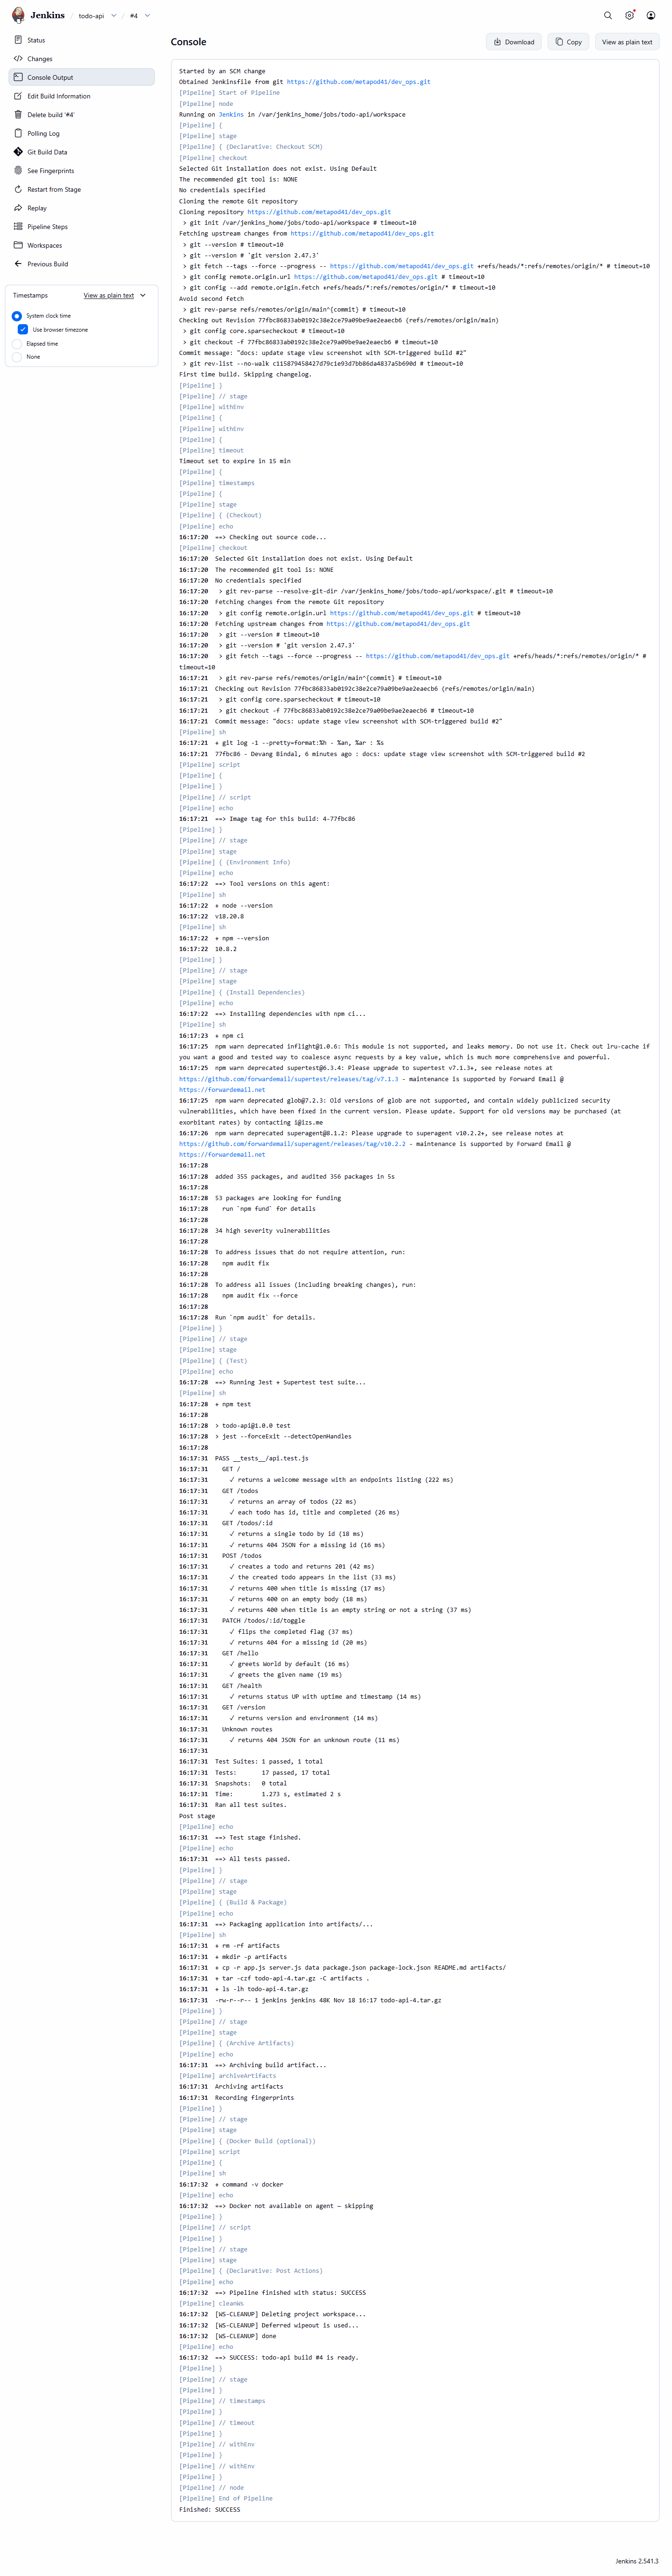 Jenkins / todo-api / #4
Status
Changes
Console Output
Edit Build Information
Delete build '#4'
Polling Log
Git Build Data
See Fingerprints
Restart from Stage
Replay
Pipeline Steps
Workspaces
Previous Build
Timestamps View as plain text
System clock time
Use browser timezone
Elapsed time
None
Console
Download
Copy
View as plain text
Started by an SCM change
Obtained Jenkinsfile from git https://github.com/metapod41/dev_ops.git
[Pipeline] Start of Pipeline
[Pipeline] node
Running on Jenkins in /var/jenkins_home/jobs/todo-api/workspace
[Pipeline] {
[Pipeline] stage
[Pipeline] { (Declarative: Checkout SCM)
[Pipeline] checkout
Selected Git installation does not exist. Using Default
The recommended git tool is: NONE
No credentials specified
Cloning the remote Git repository
Cloning repository https://github.com/metapod41/dev_ops.git
 > git init /var/jenkins_home/jobs/todo-api/workspace # timeout=10
Fetching upstream changes from https://github.com/metapod41/dev_ops.git
 > git --version # timeout=10
 > git --version # 'git version 2.47.3'
 > git fetch --tags --force --progress -- https://github.com/metapod41/dev_ops.git +refs/heads/*:refs/remotes/origin/* # timeout=10
 > git config remote.origin.url https://github.com/metapod41/dev_ops.git # timeout=10
 > git config --add remote.origin.fetch +refs/heads/*:refs/remotes/origin/* # timeout=10
Avoid second fetch
 > git rev-parse refs/remotes/origin/main^{commit} # timeout=10
Checking out Revision 77fbc86833ab0192c38e2ce79a09be9ae2eaecb6 (refs/remotes/origin/main)
 > git config core.sparsecheckout # timeout=10
 > git checkout -f 77fbc86833ab0192c38e2ce79a09be9ae2eaecb6 # timeout=10
Commit message: "docs: update stage view screenshot with SCM-triggered build #2"
 > git rev-list --no-walk c115879458427d79c1e93d7bb86da4837a5b690d # timeout=10
First time build. Skipping changelog.
[Pipeline] }
[Pipeline] // stage
[Pipeline] withEnv
[Pipeline] {
[Pipeline] withEnv
[Pipeline] {
[Pipeline] timeout
Timeout set to expire in 15 min
[Pipeline] {
[Pipeline] timestamps
[Pipeline] {
[Pipeline] stage
[Pipeline] { (Checkout)
[Pipeline] echo
16:17:20 ==> Checking out source code...
[Pipeline] checkout
16:17:20 Selected Git installation does not exist. Using Default
16:17:20 The recommended git tool is: NONE
16:17:20 No credentials specified
16:17:20 > git rev-parse --resolve-git-dir /var/jenkins_home/jobs/todo-api/workspace/.git # timeout=10
16:17:20 Fetching changes from the remote Git repository
16:17:20 > git config remote.origin.url https://github.com/metapod41/dev_ops.git # timeout=10
16:17:20 Fetching upstream changes from https://github.com/metapod41/dev_ops.git
16:17:20 > git --version # timeout=10
16:17:20 > git --version # 'git version 2.47.3'
16:17:20 > git fetch --tags --force --progress -- https://github.com/metapod41/dev_ops.git +refs/heads/*:refs/remotes/origin/* #
timeout=10
16:17:21 > git rev-parse refs/remotes/origin/main^{commit} # timeout=10
16:17:21 Checking out Revision 77fbc86833ab0192c38e2ce79a09be9ae2eaecb6 (refs/remotes/origin/main)
16:17:21 > git config core.sparsecheckout # timeout=10
16:17:21 > git checkout -f 77fbc86833ab0192c38e2ce79a09be9ae2eaecb6 # timeout=10
16:17:21 Commit message: "docs: update stage view screenshot with SCM-triggered build #2"
[Pipeline] sh
16:17:21 + git log -1 --pretty=format:%h - %an, %ar : %s
16:17:21 77fbc86 - Devang Bindal, 6 minutes ago : docs: update stage view screenshot with SCM-triggered build #2
[Pipeline] script
[Pipeline] {
[Pipeline] }
[Pipeline] // script
[Pipeline] echo
16:17:21 ==> Image tag for this build: 4-77fbc86
[Pipeline] }
[Pipeline] // stage
[Pipeline] stage
[Pipeline] { (Environment Info)
[Pipeline] echo
16:17:22 ==> Tool versions on this agent:
[Pipeline] sh
16:17:22 + node --version
16:17:22 v18.20.8
[Pipeline] sh
16:17:22 + npm --version
16:17:22 10.8.2
[Pipeline] }
[Pipeline] // stage
[Pipeline] stage
[Pipeline] { (Install Dependencies)
[Pipeline] echo
16:17:22 ==> Installing dependencies with npm ci...
[Pipeline] sh
16:17:23 + npm ci
16:17:25 npm warn deprecated inflight@1.0.6: This module is not supported, and leaks memory. Do not use it. Check out lru-cache if
you want a good and tested way to coalesce async requests by a key value, which is much more comprehensive and powerful.
16:17:25 npm warn deprecated supertest@6.3.4: Please upgrade to supertest v7.1.3+, see release notes at
https://github.com/forwardemail/supertest/releases/tag/v7.1.3 - maintenance is supported by Forward Email @
https://forwardemail.net
16:17:25 npm warn deprecated glob@7.2.3: Old versions of glob are not supported, and contain widely publicized security
vulnerabilities, which have been fixed in the current version. Please update. Support for old versions may be purchased (at
exorbitant rates) by contacting i@izs.me
16:17:26 npm warn deprecated superagent@8.1.2: Please upgrade to superagent v10.2.2+, see release notes at
https://github.com/forwardemail/superagent/releases/tag/v10.2.2 - maintenance is supported by Forward Email @
https://forwardemail.net
16:17:28
16:17:28 added 355 packages, and audited 356 packages in 5s
16:17:28
16:17:28 53 packages are looking for funding
16:17:28 run `npm fund` for details
16:17:28
16:17:28 34 high severity vulnerabilities
16:17:28
16:17:28 To address issues that do not require attention, run:
16:17:28 npm audit fix
16:17:28
16:17:28 To address all issues (including breaking changes), run:
16:17:28 npm audit fix --force
16:17:28
16:17:28 Run `npm audit` for details.
[Pipeline] }
[Pipeline] // stage
[Pipeline] stage
[Pipeline] { (Test)
[Pipeline] echo
16:17:28 ==> Running Jest + Supertest test suite...
[Pipeline] sh
16:17:28 + npm test
16:17:28
16:17:28 > todo-api@1.0.0 test
16:17:28 > jest --forceExit --detectOpenHandles
16:17:28
16:17:31 PASS __tests__/api.test.js
16:17:31 GET /
16:17:31 ✓ returns a welcome message with an endpoints listing (222 ms)
16:17:31 GET /todos
16:17:31 ✓ returns an array of todos (22 ms)
16:17:31 ✓ each todo has id, title and completed (26 ms)
16:17:31 GET /todos/:id
16:17:31 ✓ returns a single todo by id (18 ms)
16:17:31 ✓ returns 404 JSON for a missing id (16 ms)
16:17:31 POST /todos
16:17:31 ✓ creates a todo and returns 201 (42 ms)
16:17:31 ✓ the created todo appears in the list (33 ms)
16:17:31 ✓ returns 400 when title is missing (17 ms)
16:17:31 ✓ returns 400 on an empty body (18 ms)
16:17:31 ✓ returns 400 when title is an empty string or not a string (37 ms)
16:17:31 PATCH /todos/:id/toggle
16:17:31 ✓ flips the completed flag (37 ms)
16:17:31 ✓ returns 404 for a missing id (20 ms)
16:17:31 GET /hello
16:17:31 ✓ greets World by default (16 ms)
16:17:31 ✓ greets the given name (19 ms)
16:17:31 GET /health
16:17:31 ✓ returns status UP with uptime and timestamp (14 ms)
16:17:31 GET /version
16:17:31 ✓ returns version and environment (14 ms)
16:17:31 Unknown routes
16:17:31 ✓ returns 404 JSON for an unknown route (11 ms)
16:17:31
16:17:31 Test Suites: 1 passed, 1 total
16:17:31 Tests: 17 passed, 17 total
16:17:31 Snapshots: 0 total
16:17:31 Time: 1.273 s, estimated 2 s
16:17:31 Ran all test suites.
Post stage
[Pipeline] echo
16:17:31 ==> Test stage finished.
[Pipeline] echo
16:17:31 ==> All tests passed.
[Pipeline] }
[Pipeline] // stage
[Pipeline] stage
[Pipeline] { (Build & Package)
[Pipeline] echo
16:17:31 ==> Packaging application into artifacts/...
[Pipeline] sh
16:17:31 + rm -rf artifacts
16:17:31 + mkdir -p artifacts
16:17:31 + cp -r app.js server.js data package.json package-lock.json README.md artifacts/
16:17:31 + tar -czf todo-api-4.tar.gz -C artifacts .
16:17:31 + ls -lh todo-api-4.tar.gz
16:17:31 -rw-r--r-- 1 jenkins jenkins 48K Nov 18 16:17 todo-api-4.tar.gz
[Pipeline] }
[Pipeline] // stage
[Pipeline] stage
[Pipeline] { (Archive Artifacts)
[Pipeline] echo
16:17:31 ==> Archiving build artifact...
[Pipeline] archiveArtifacts
16:17:31 Archiving artifacts
16:17:31 Recording fingerprints
[Pipeline] }
[Pipeline] // stage
[Pipeline] stage
[Pipeline] { (Docker Build (optional))
[Pipeline] script
[Pipeline] {
[Pipeline] sh
16:17:32 + command -v docker
[Pipeline] echo
16:17:32 ==> Docker not available on agent — skipping
[Pipeline] }
[Pipeline] // script
[Pipeline] }
[Pipeline] // stage
[Pipeline] stage
[Pipeline] { (Declarative: Post Actions)
[Pipeline] echo
16:17:32 ==> Pipeline finished with status: SUCCESS
[Pipeline] cleanWs
16:17:32 [WS-CLEANUP] Deleting project workspace...
16:17:32 [WS-CLEANUP] Deferred wipeout is used...
16:17:32 [WS-CLEANUP] done
[Pipeline] echo
16:17:32 ==> SUCCESS: todo-api build #4 is ready.
[Pipeline] }
[Pipeline] // stage
[Pipeline] }
[Pipeline] // timestamps
[Pipeline] }
[Pipeline] // timeout
[Pipeline] }
[Pipeline] // withEnv
[Pipeline] }
[Pipeline] // withEnv
[Pipeline] }
[Pipeline] // node
[Pipeline] End of Pipeline
Finished: SUCCESS
Jenkins 2.541.3